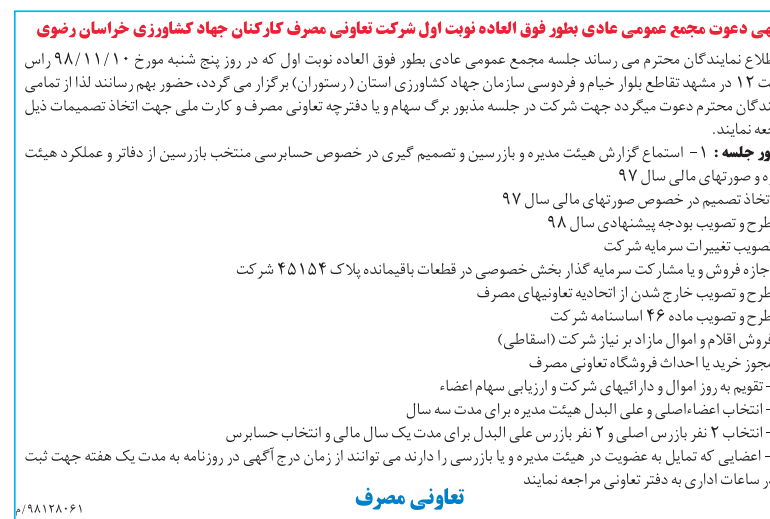 هی دعوت مجمع عمومی عادی بطور فوق العاده نوبت اول شرکت تعاونی مصرف کارکنان جهاد کشاورزی خراسان رضوی
طلاع نمایندگان محترم می رساند جلسه مجمع عمومی عادی بطور فوق العاده نوبت اول که در روز پنج شنبه مورخ ۹۸/۱۱/۱۰ راس
ت ۱۲ در مشهد تقاطع بلوار خیام و فردوسی سازمان جهاد کشاورزی استان ( رستوران) برگزار می گردد، حضور بهم رسانند لذا از تمامی
ندگان محترم دعوت میگردد جهت شرکت در جلسه مذبور برگ سهام و یا دفترچه تعاونی مصرف و کارت ملی جهت اتخاذ تصمیمات ذیل
جعه نمایند.
ور جلسه : ۱- استماع گزارش هیئت مدیره و بازرسین و تصمیم گیری در خصوص حسابرسی منتخب بازرسین از دفاتر و عملکرد هیئت
ره و صورتهای مالی سال ۹۷
تخاذ تصمیم در خصوص صورتهای مالی سال ۹۷
طرح و تصویب بودجه پیشنهادی سال ۹۸
صویب تغییرات سرمایه شرکت
جازه فروش و یا مشارکت سرمایه گذار بخش خصوصی در قطعات باقیمانده پلاک ۴۵۱۵۴ شرکت
طرح و تصویب خارج شدن از اتحادیه تعاونیهای مصرف
طرح و تصویب ماده ۴۶ اساسنامه شرکت
فروش اقلام و اموال مازاد بر نیاز شرکت (اسقاطی)
مجوز خرید یا احداث فروشگاه تعاونی مصرف
- تقویم به روز اموال و دارائیهای شرکت و ارزیابی سهام اعضاء
- انتخاب اعضاءاصلی و علی البدل هیئت مدیره برای مدت سه سال
- انتخاب ۲ نفر بازرس اصلی و ۲ نفر بازرس علی البدل برای مدت یک سال مالی و انتخاب حسابرس
- اعضایی که تمایل به عضویت در هیئت مدیره و یا بازرسی را دارند می توانند از زمان درج آگهی در روزنامه به مدت یک هفته جهت ثبت
در ساعات اداری به دفتر تعاونی مراجعه نمایند
تعاونی مصرف
۹۸۱۲۸۰۶۱/م